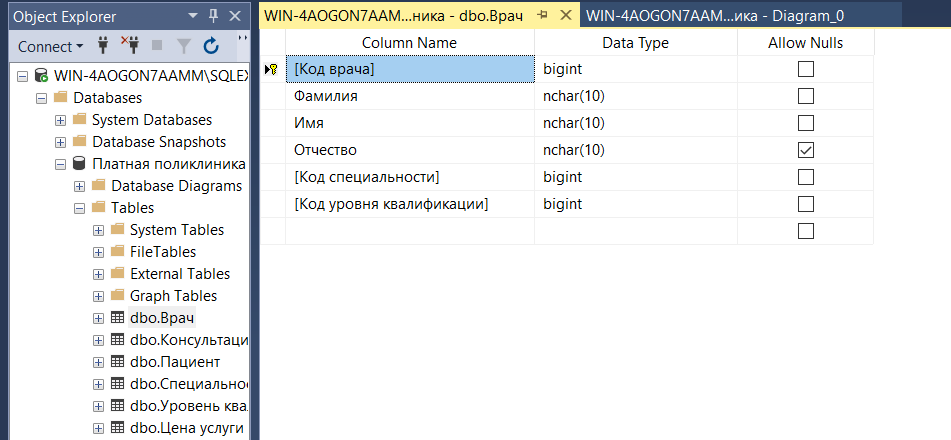 Object Explorer
Connect
WIN-4AOGON7AAMM\SQLEX
Databases
System Databases
Database Snapshots
Платная поликлиника
Database Diagrams
Tables
System Tables
FileTables
External Tables
Graph Tables
dbo.Врач
dbo.Консультаци
dbo.Пациент
dbo.Специальнос
dbo.Уровень ква
dbo.Цена услуги
WIN-4AOGON7AAM...ника - dbo.Врач
WIN-4AOGON7AAM...ика - Diagram_0
Column Name Data Type Allow Nulls
[Код врача] bigint
Фамилия nchar(10)
Имя nchar(10)
Отчество nchar(10)
[Код специальности] bigint
[Код уровня квалификации] bigint